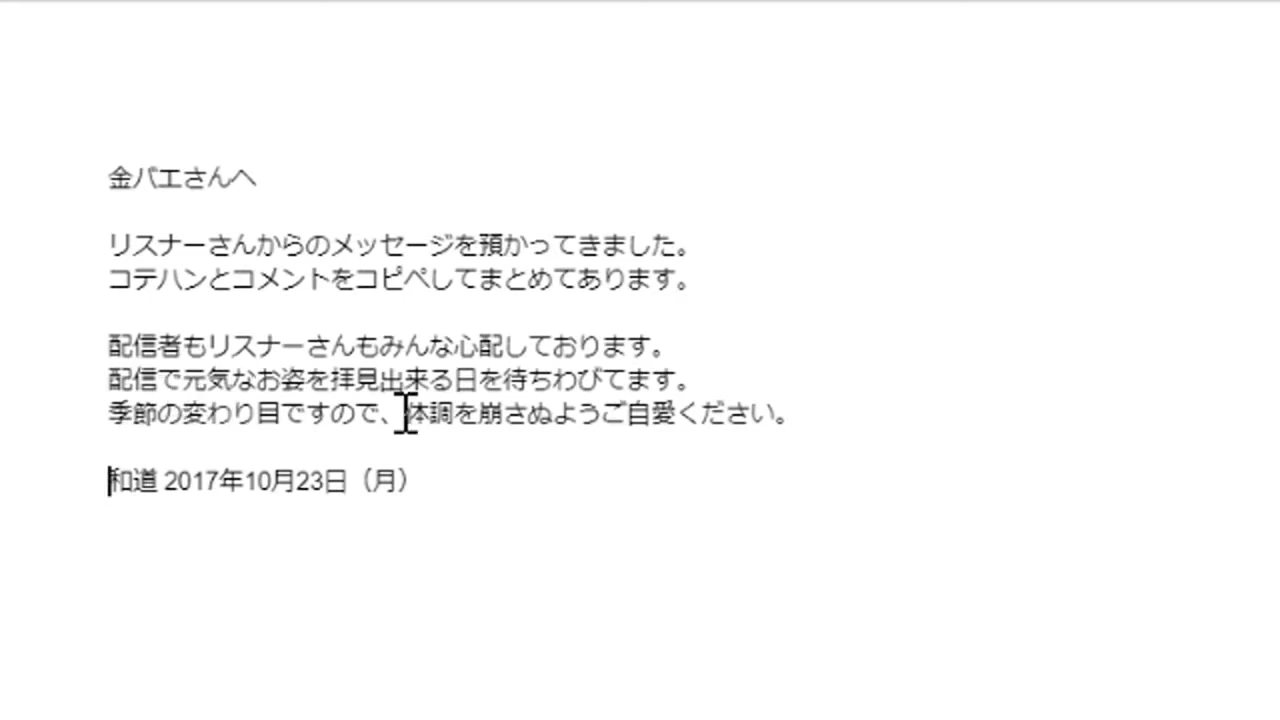 金バエさんへ
リスナーさんからのメッセージを預かってきました。
コテハンとコメントをコピペしてまとめてあります。
配信者もリスナーさんもみんな心配しております。
配信で元気なお姿を拝見出来る日を待ちわびてます。
季節の変わり目ですので、体調を崩さぬようご自愛ください。
和道 2017年10月23日（月）